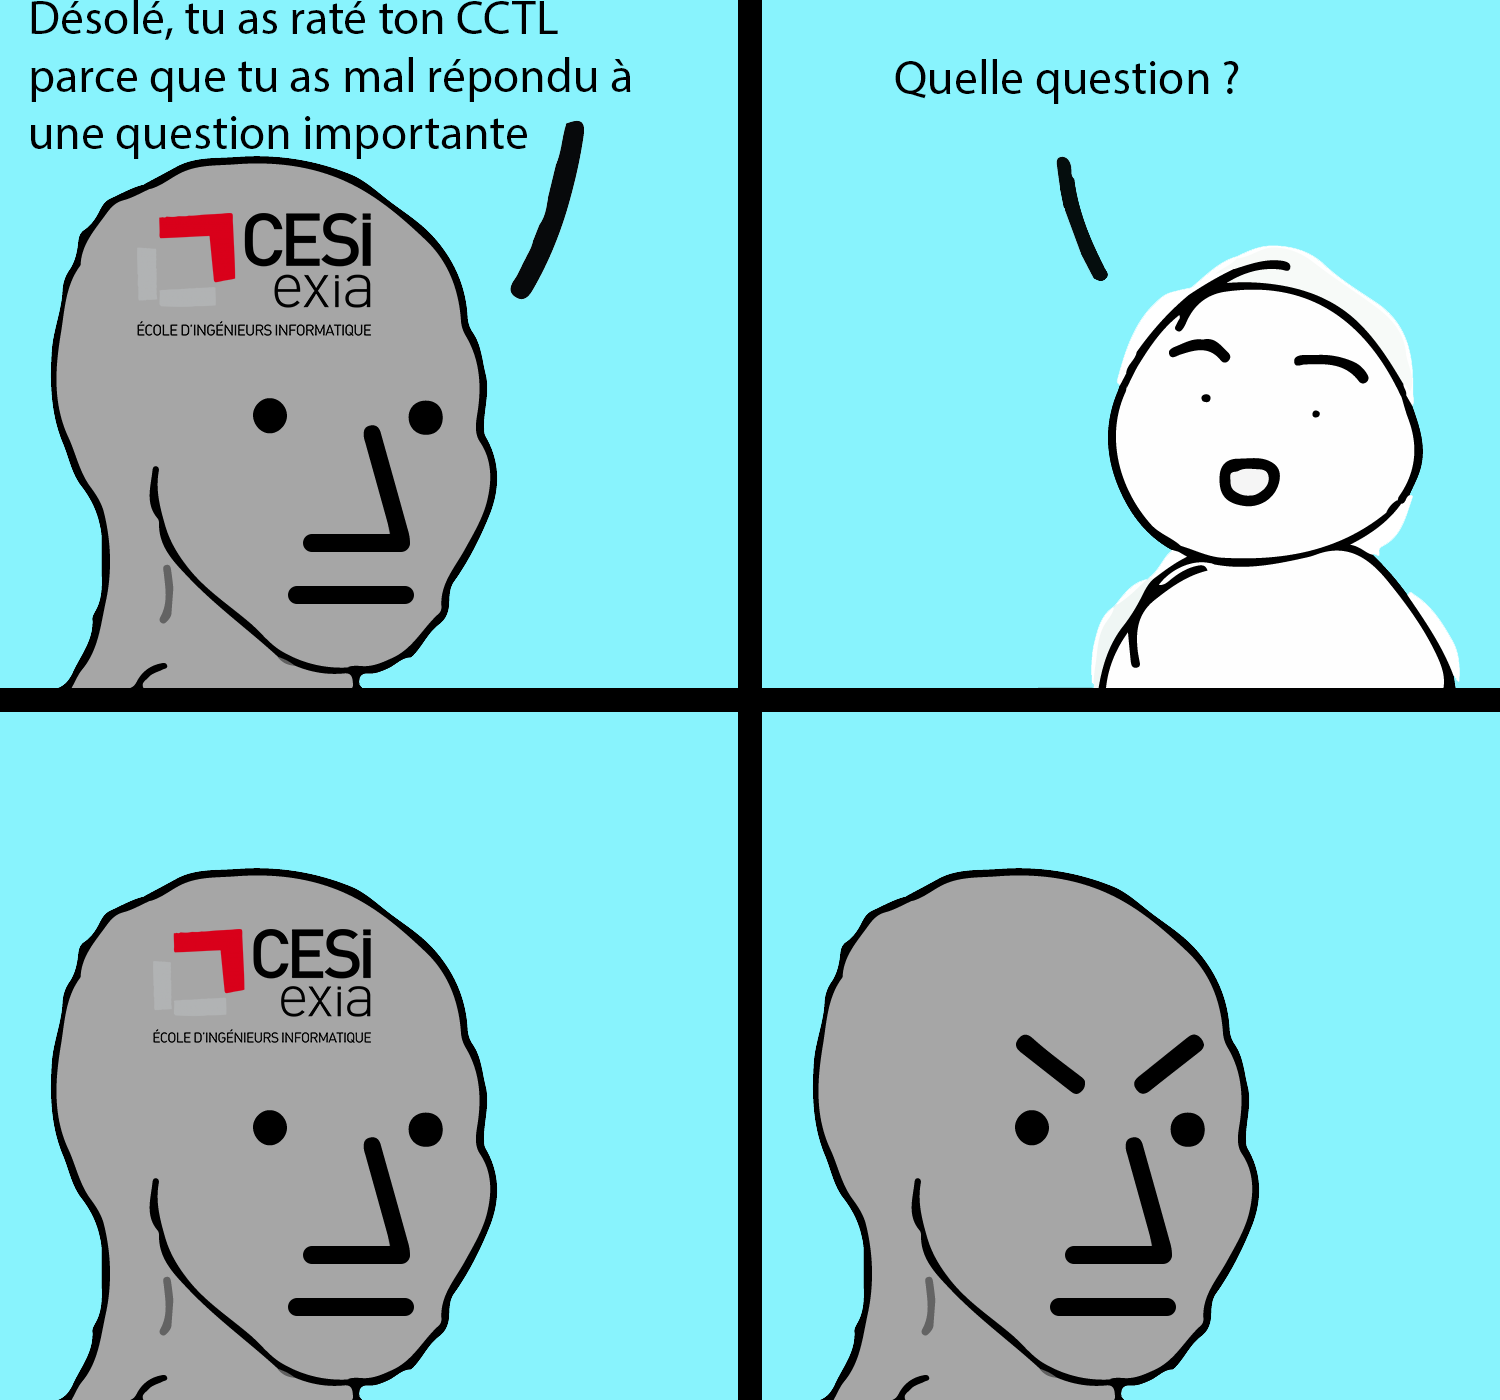 Désolé, tu as raté ton CCTL
parce que tu as mal répondu à
une question importante
CESi
exia
ÉCOLE D'INGÉNIEURS INFORMATIQUE
Quelle question ?
CESi
exia
ÉCOLE D'INGÉNIEURS INFORMATIQUE